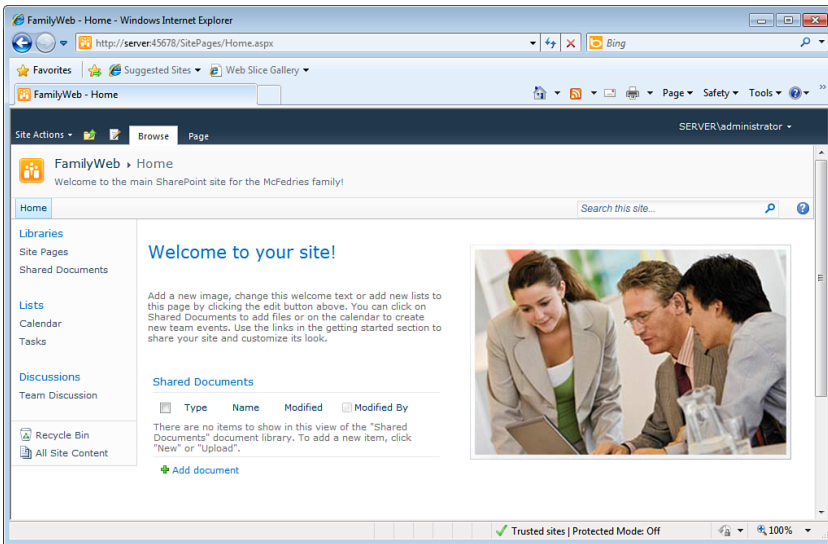 FamilyWeb - Home - Windows Internet Explorer
http://server:45678/SitePages/Home.aspx
Bing
Favorites
Suggested Sites
Web Slice Gallery
FamilyWeb - Home
Page
Safety
Tools
Site Actions
Browse
Page
SERVER\administrator
FamilyWeb
Home
Welcome to the main SharePoint site for the McFedries family!
Home
Search this site...
Libraries
Site Pages
Shared Documents
Lists
Calendar
Tasks
Discussions
Team Discussion
Recycle Bin
All Site Content
Welcome to your site!
Add a new image, change this welcome text or add new lists to
this page by clicking the edit button above. You can click on
Shared Documents to add files or on the calendar to create
new team events. Use the links in the getting started section to
share your site and customize its look.
Shared Documents
Type Name Modified Modified By
There are no items to show in this view of the "Shared
Documents" document library. To add a new item, click
"New" or "Upload".
Add document
Trusted sites | Protected Mode: Off
100%